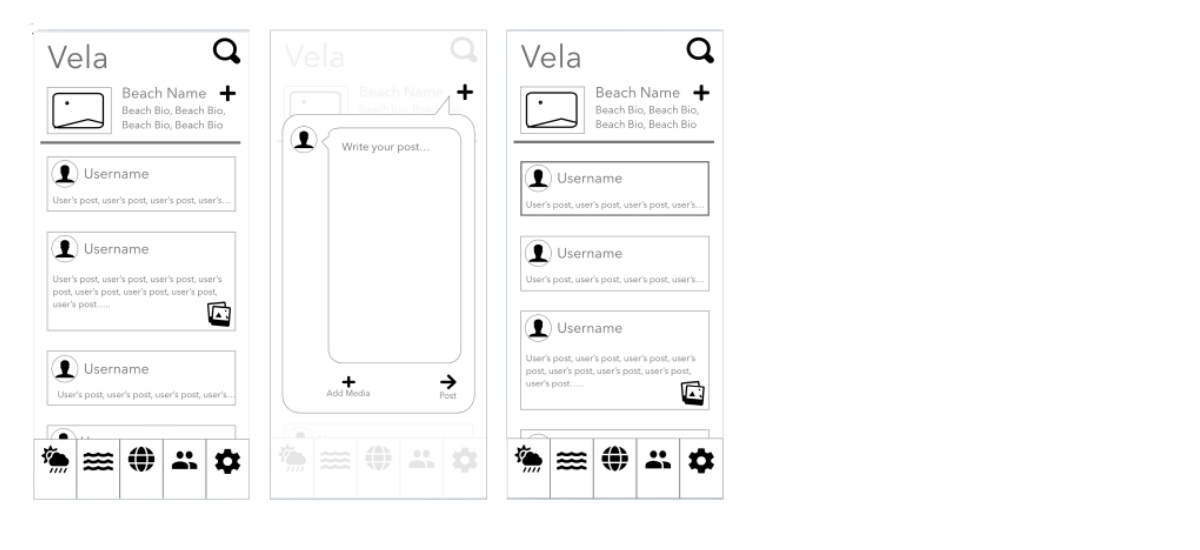 Vela
Beach Name
Beach Bio, Beach Bio,
Beach Bio, Beach Bio
Username
User's post, user's post, user's post, user's...
Username
User's post, user's post, user's post, user's
post, user's post, user's post, user's post,
user's post.....
Username
User's post, user's post, user's post, user's...
Vela
Beach Name
Beach Bio, Beach Bio,
Write your post...
Add Media
Post
Vela
Beach Name
Beach Bio, Beach Bio,
Beach Bio, Beach Bio
Username
User's post, user's post, user's post, user's...
Username
User's post, user's post, user's post, user's...
Username
User's post, user's post, user's post, user's
post, user's post, user's post, user's post,
user's post.....